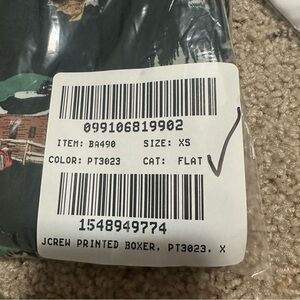 099106819902
ITEM: BA490 SIZE: XS
COLOR: PT3023 CAT: FLAT
1548949774
JCREW PRINTED BOXER, PT3023, X